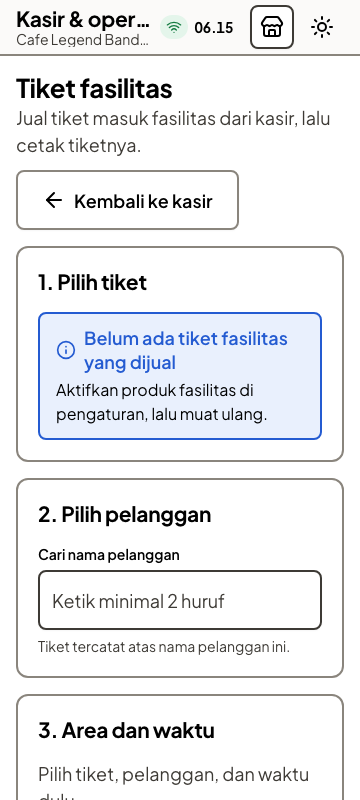 Kasir & oper...
Cafe Legend Band...
06.15
Tiket fasilitas
Jual tiket masuk fasilitas dari kasir, lalu
cetak tiketnya.
Kembali ke kasir
1. Pilih tiket
Belum ada tiket fasilitas
yang dijual
Aktifkan produk fasilitas di
pengaturan, lalu muat ulang.
2. Pilih pelanggan
Cari nama pelanggan
Ketik minimal 2 huruf
Tiket tercatat atas nama pelanggan ini.
3. Area dan waktu
Pilih tiket, pelanggan, dan waktu
dulu